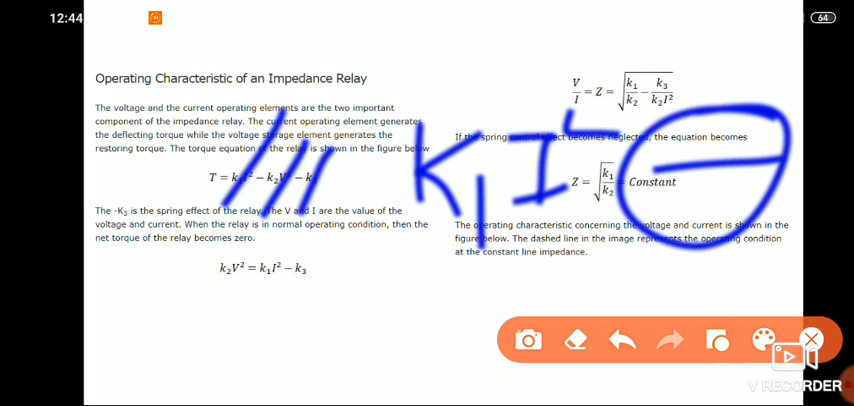 12:44
64
Operating Characteristic of an Impedance Relay
The voltage and the current operating elements are the two important
component of the impedance relay. The current operating element generates
the deflecting torque while the voltage storage element generates the
restoring torque. The torque equation of the relay is shown in the figure below
T = k₁I² − k₂V² − k₃
The -K₃ is the spring effect of the relay. The V and I are the value of the
voltage and current. When the relay is in normal operating condition, then the
net torque of the relay becomes zero.
k₂V² = k₁I² − k₃
V/I = Z = √(k₁/k₂ − k₃/k₂I²)
If the spring control effect becomes neglected, the equation becomes
Z = √(k₁/k₂) = Constant
The operating characteristic concerning the voltage and current is shown in the
figure below. The dashed line in the image represents the operating condition
at the constant line impedance.
K₁I² −
V RECORDER